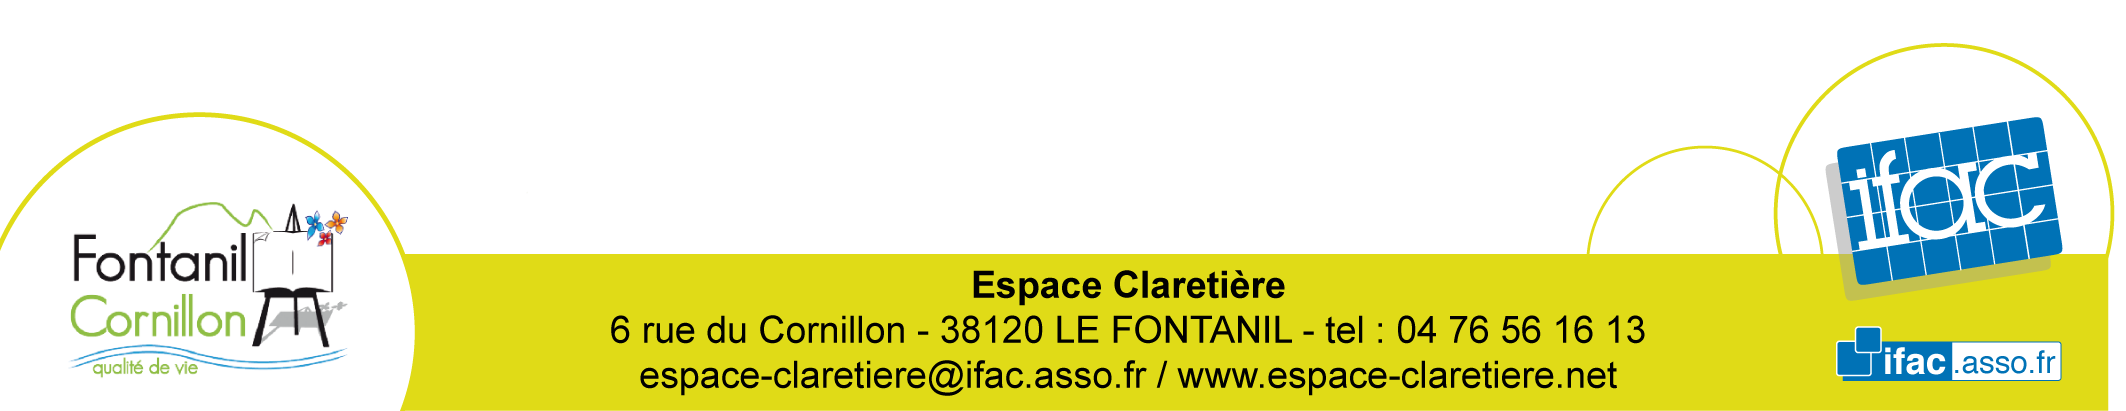 Fontanil
Cornillon
qualité de vie
Espace Claretière
6 rue du Cornillon - 38120 LE FONTANIL - tel : 04 76 56 16 13
espace-claretiere@ifac.asso.fr / www.espace-claretiere.net
ifac
ifac.asso.fr